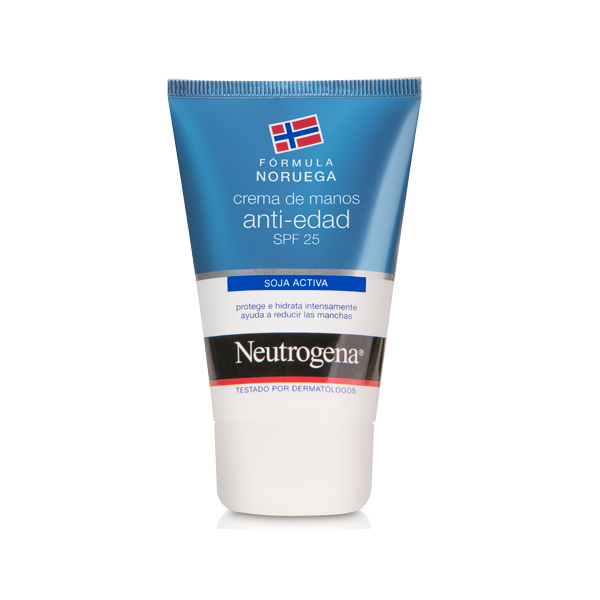 FÓRMULA
NORUEGA
crema de manos
anti-edad
SPF 25
SOJA ACTIVA
protege e hidrata intensamente
ayuda a reducir las manchas
Neutrogena®
TESTADO POR DERMATÓLOGOS